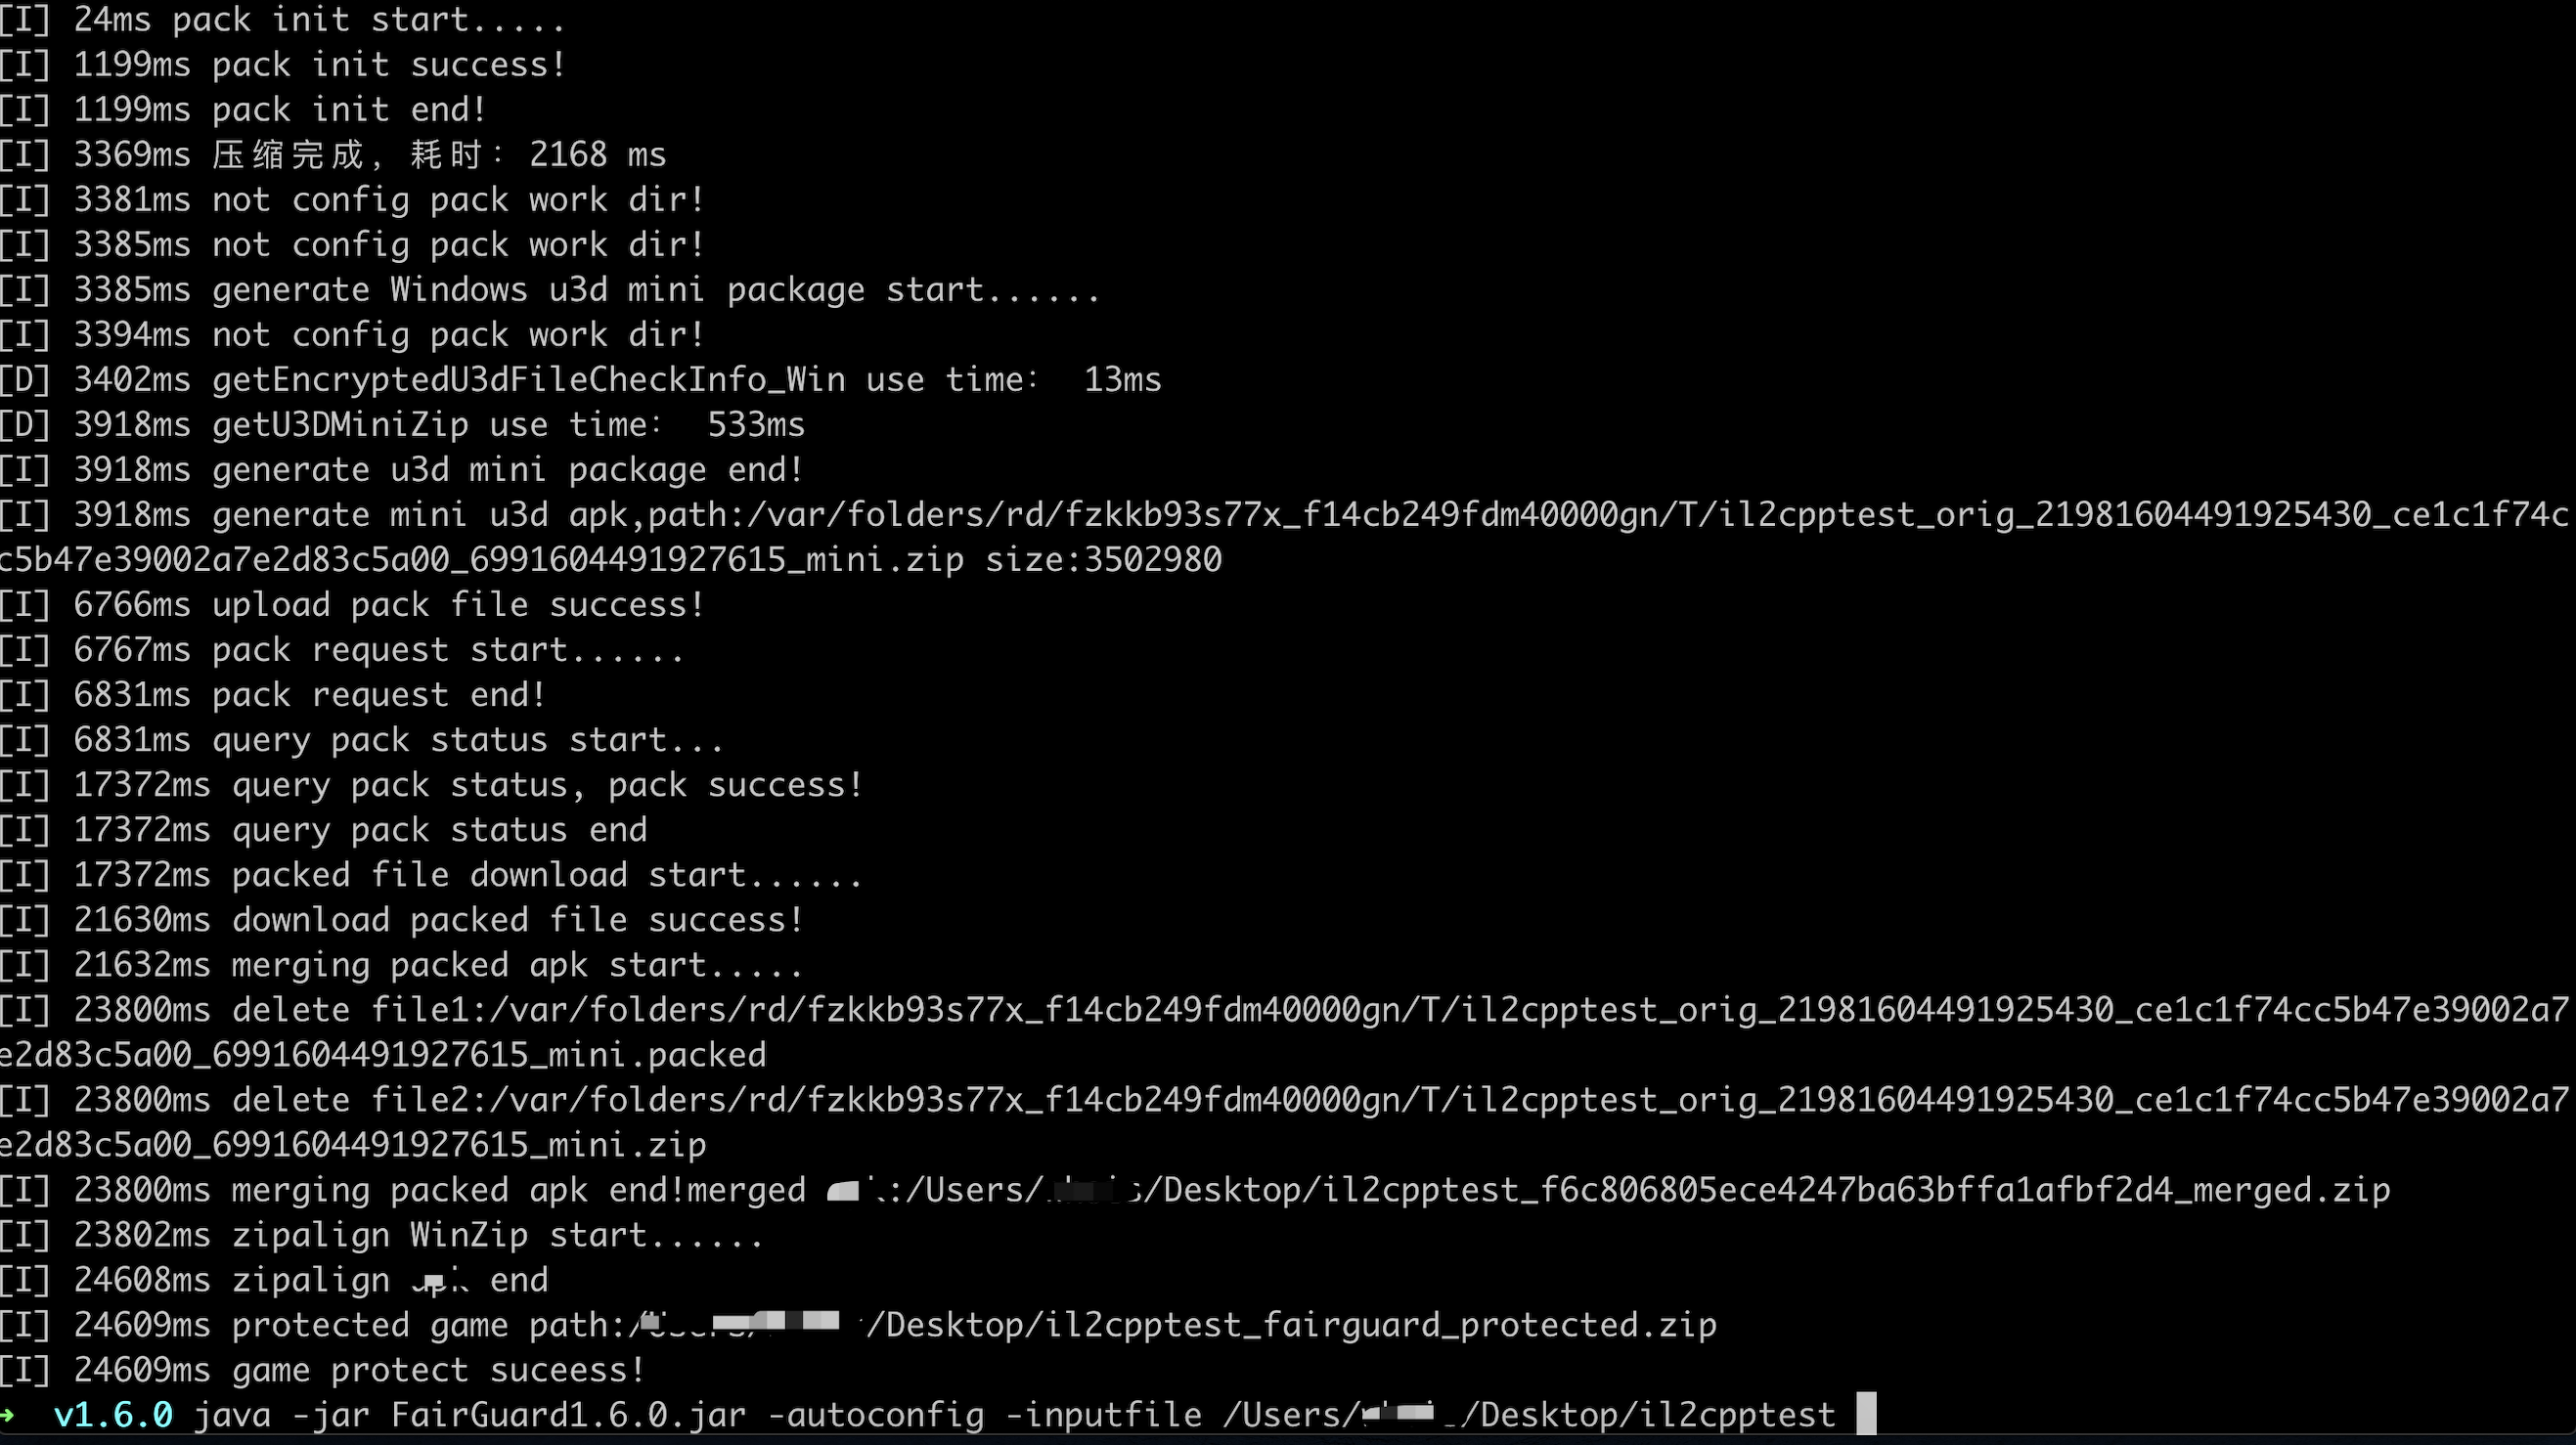 [I] 24ms pack init start.....
[I] 1199ms pack init success!
[I] 1199ms pack init end!
[I] 3369ms 压缩完成, 耗时: 2168 ms
[I] 3381ms not config pack work dir!
[I] 3385ms not config pack work dir!
[I] 3385ms generate Windows u3d mini package start......
[I] 3394ms not config pack work dir!
[D] 3402ms getEncryptedU3dFileCheckInfo_Win use time:  13ms
[D] 3918ms getU3DMiniZip use time:  533ms
[I] 3918ms generate u3d mini package end!
[I] 3918ms generate mini u3d apk,path:/var/folders/rd/fzkkb93s77x_f14cb249fdm40000gn/T/il2cpptest_orig_21981604491925430_ce1c1f74c
c5b47e39002a7e2d83c5a00_6991604491927615_mini.zip size:3502980
[I] 6766ms upload pack file success!
[I] 6767ms pack request start......
[I] 6831ms pack request end!
[I] 6831ms query pack status start...
[I] 17372ms query pack status, pack success!
[I] 17372ms query pack status end
[I] 17372ms packed file download start......
[I] 21630ms download packed file success!
[I] 21632ms merging packed apk start.....
[I] 23800ms delete file1:/var/folders/rd/fzkkb93s77x_f14cb249fdm40000gn/T/il2cpptest_orig_21981604491925430_ce1c1f74cc5b47e39002a7
e2d83c5a00_6991604491927615_mini.packed
[I] 23800ms delete file2:/var/folders/rd/fzkkb93s77x_f14cb249fdm40000gn/T/il2cpptest_orig_21981604491925430_ce1c1f74cc5b47e39002a7
e2d83c5a00_6991604491927615_mini.zip
[I] 23800ms merging packed apk end!merged :/Users/ /Desktop/il2cpptest_f6c806805ece4247ba63bffa1afbf2d4_merged.zip
[I] 23802ms zipalign WinZip start......
[I] 24608ms zipalign end
[I] 24609ms protected game path:/ /Desktop/il2cpptest_fairguard_protected.zip
[I] 24609ms game protect suceess!
→ v1.6.0 java -jar FairGuard1.6.0.jar -autoconfig -inputfile /Users/ /Desktop/il2cpptest